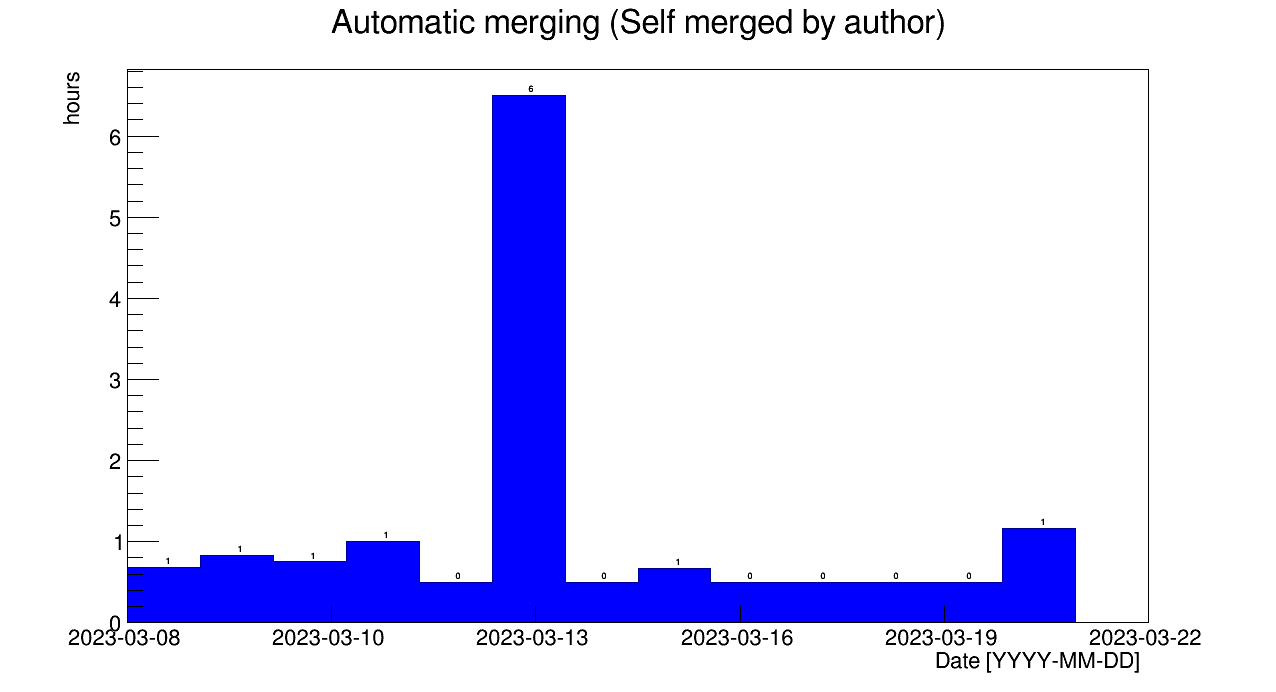 Automatic merging (Self merged by author)
hours
6
5
4
3
2
1
0
1 1 1 1 0 6 0 1 0 0 0 0 1
2023-03-08 2023-03-10 2023-03-13 2023-03-16 2023-03-19 2023-03-22
Date [YYYY-MM-DD]